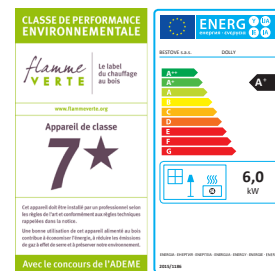 CLASSE DE PERFORMANCE
ENVIRONNEMENTALE
flamme
VERTE
Le label
du chauffage
au bois
www.flammeverte.org
Appareil de classe
7★
Cet appareil doit être installé par un professionnel selon
les règles de l'art et conformément aux règles techniques
rappelées dans la notice.
Une bonne utilisation de cet appareil alimenté au bois
contribue à économiser l'énergie, à réduire les émissions
de gaz à effet de serre et à préserver notre environnement.
Avec le concours de l'ADEME
ENERG
Y IJA
IE IA
енергия · ενεργεια
BESTOVE s.a.s. DOLLY
A++
A+
A
B
C
D
E
F
G
A+
6,0
kW
2015/1186